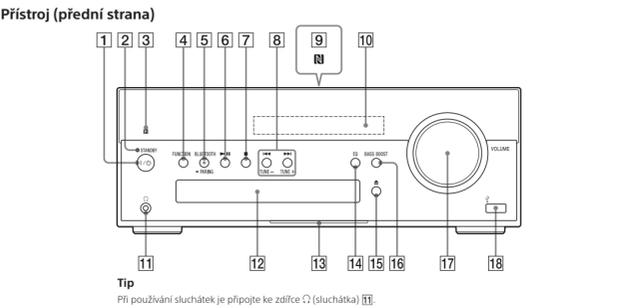 Přístroj (přední strana)
1 2 3 4 5 6 7 8 9 10
STANDBY
FUNCTION BLUETOOTH EQ BASS BOOST VOLUME
PAIRING TUNE – TUNE +
11 12 13 14 15 16 17 18
Tip
Při používání sluchátek je připojte ke zdířce 🎧 (sluchátka) 11.